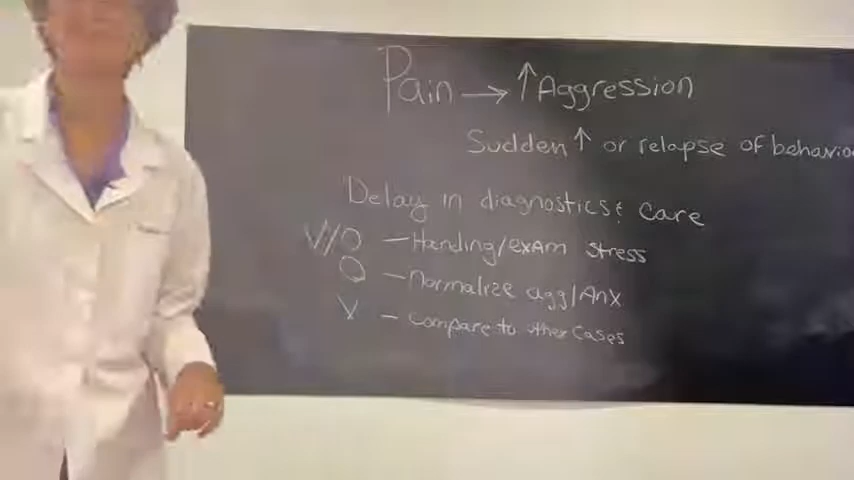 Pain → ↑ Aggression
Sudden ↑ or relapse of behavio
Delay in diagnostics & care
V//O — Handling/exAm stress
O — Normalize agg/Anx
V — compare to other Cases